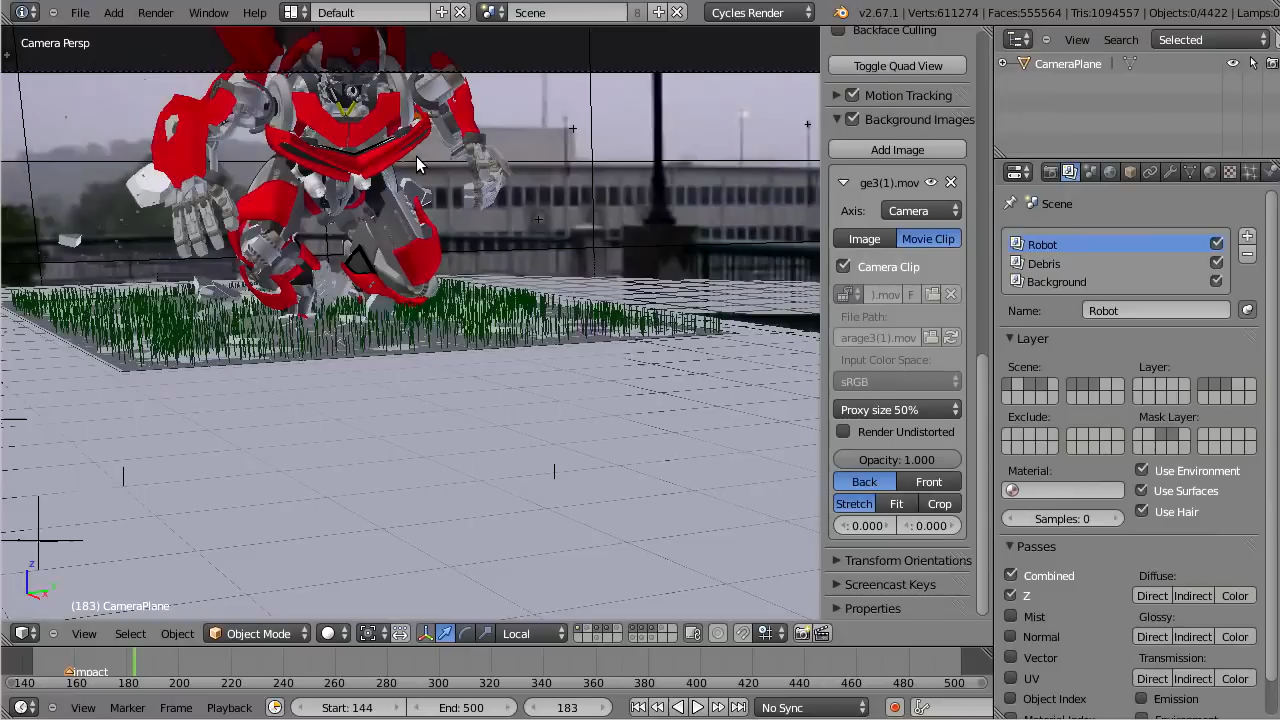 File Add Render Window Help Default Scene 8 Cycles Render v2.67.1 | Verts:611274 | Faces:555564 | Tris:1094557 | Objects:0/4422 | Lamps:
Camera Persp
Backface Culling
Toggle Quad View
Motion Tracking
Background Images
Add Image
ge3(1).mov
Axis: Camera
Image Movie Clip
Camera Clip
).mov F
File Path:
arage3(1).mov
Input Color Space:
sRGB
Proxy size 50%
Render Undistorted
Opacity: 1.000
Back Front
Stretch Fit Crop
: 0.000 : 0.000
Transform Orientations
Screencast Keys
Properties
View Search Selected
CameraPlane
Scene
Robot
Debris
Background
Name: Robot
Layer
Scene: Layer:
Exclude: Mask Layer:
Material: Use Environment
Use Surfaces
Samples: 0 Use Hair
Passes
Combined Diffuse:
Z Direct Indirect Color
Mist Glossy:
Normal Direct Indirect Color
Vector Transmission:
UV Direct Indirect Color
Object Index Emission
z
y
x
(183) CameraPlane
View Select Object Object Mode Local
impact
140 160 180 200 220 240 260 280 300 320 340 360 380 400 420 440 460 480 500
View Marker Frame Playback Start: 144 End: 500 183 No Sync